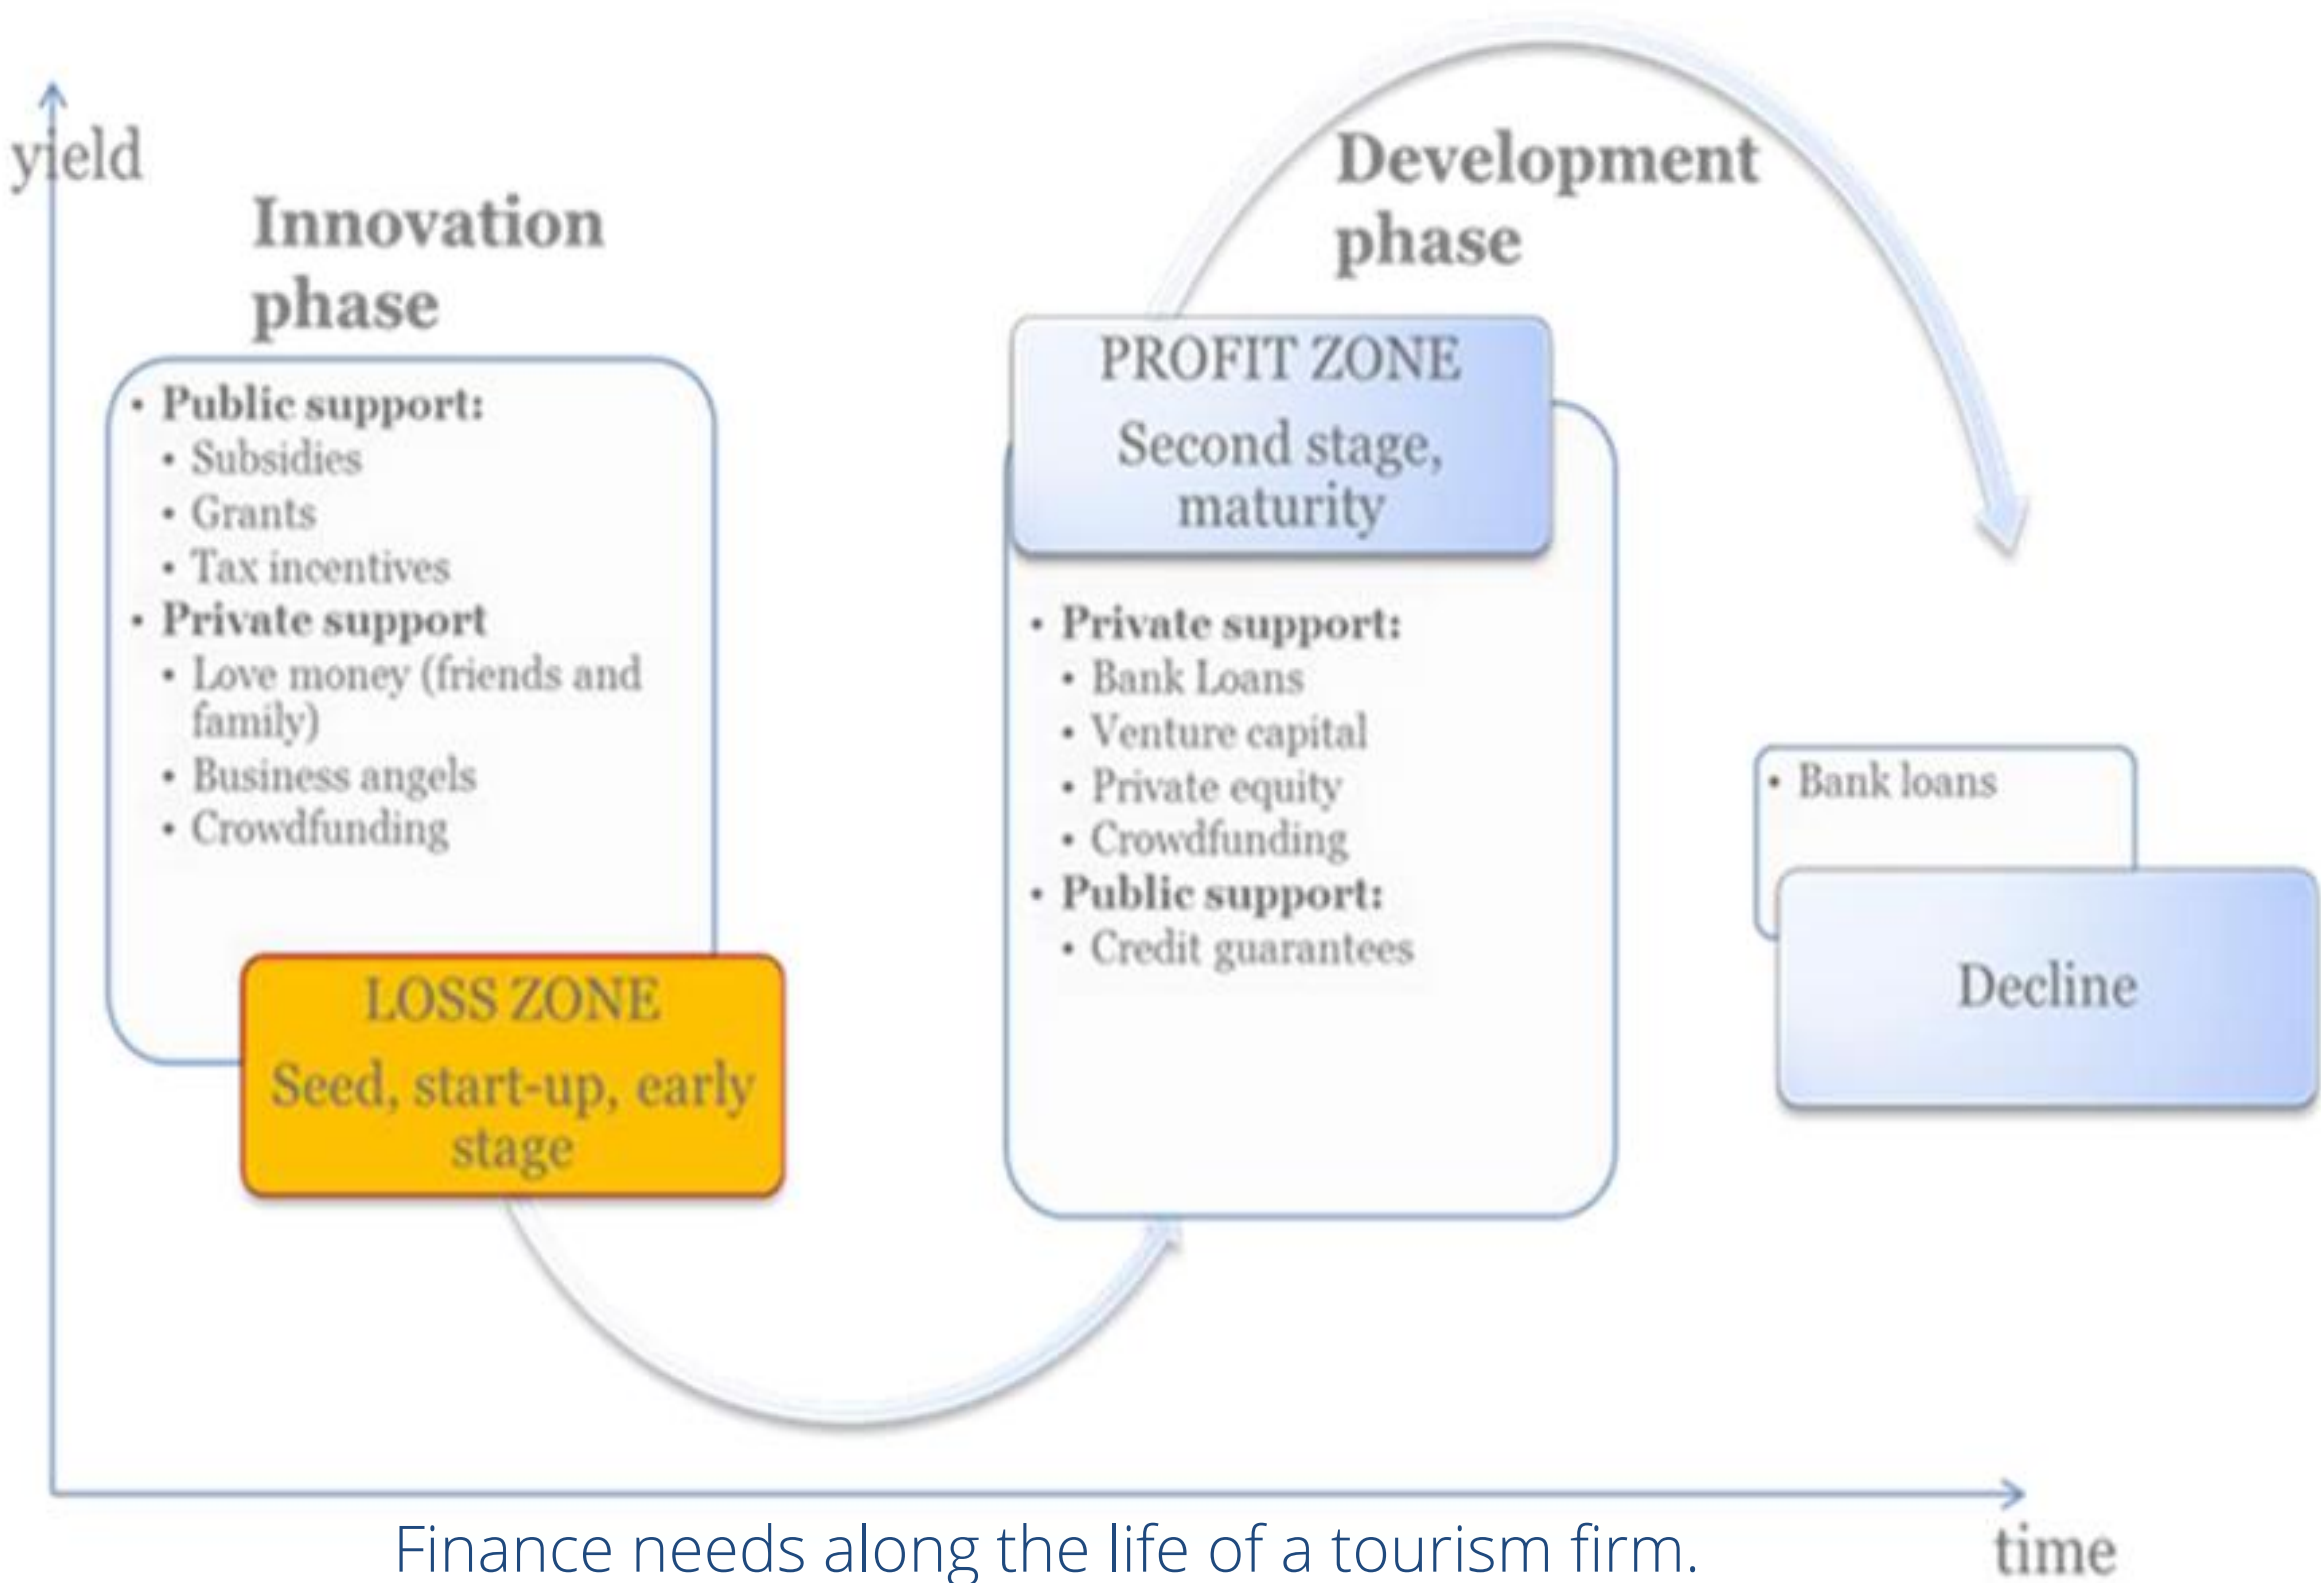 yield
Innovation
phase
• Public support:
• Subsidies
• Grants
• Tax incentives
• Private support
• Love money (friends and
family)
• Business angels
• Crowdfunding
LOSS ZONE
Seed, start-up, early
stage
Development
phase
PROFIT ZONE
Second stage,
maturity
• Private support:
• Bank Loans
• Venture capital
• Private equity
• Crowdfunding
• Public support:
• Credit guarantees
• Bank loans
Decline
time
Finance needs along the life of a tourism firm.